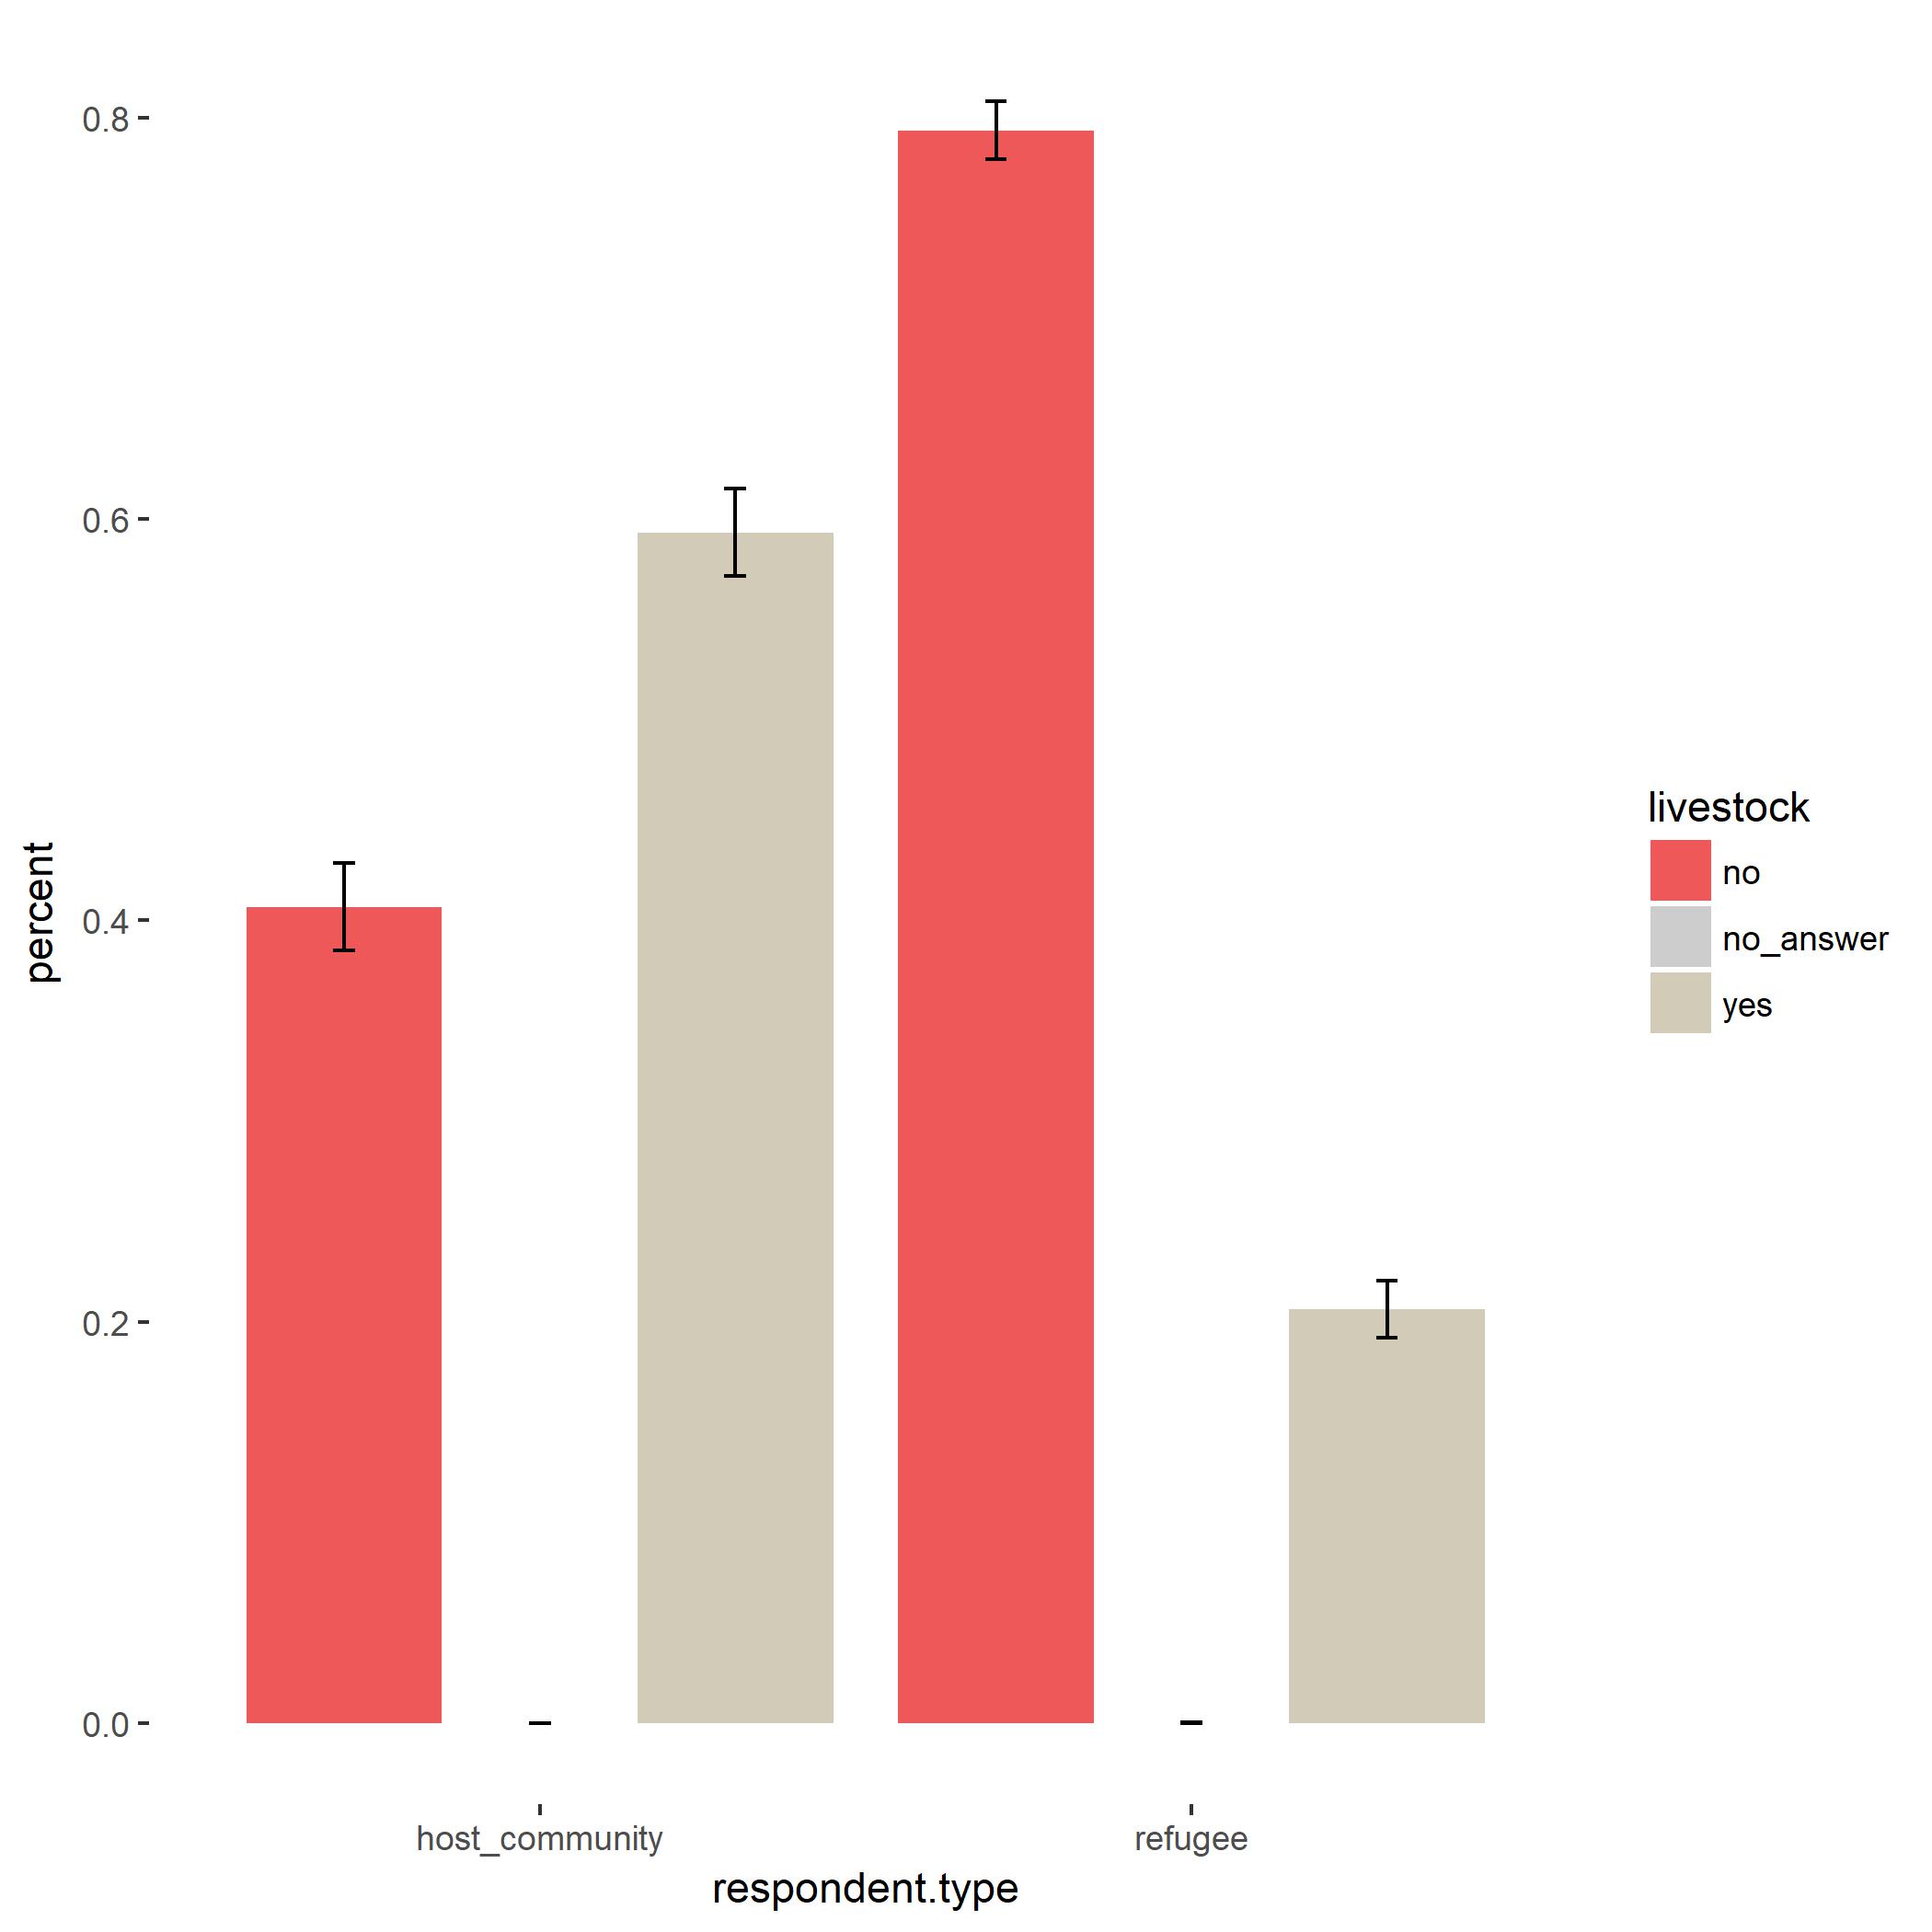 percent
0.8
0.6
0.4
0.2
0.0
host_community
refugee
respondent.type
livestock
no
no_answer
yes